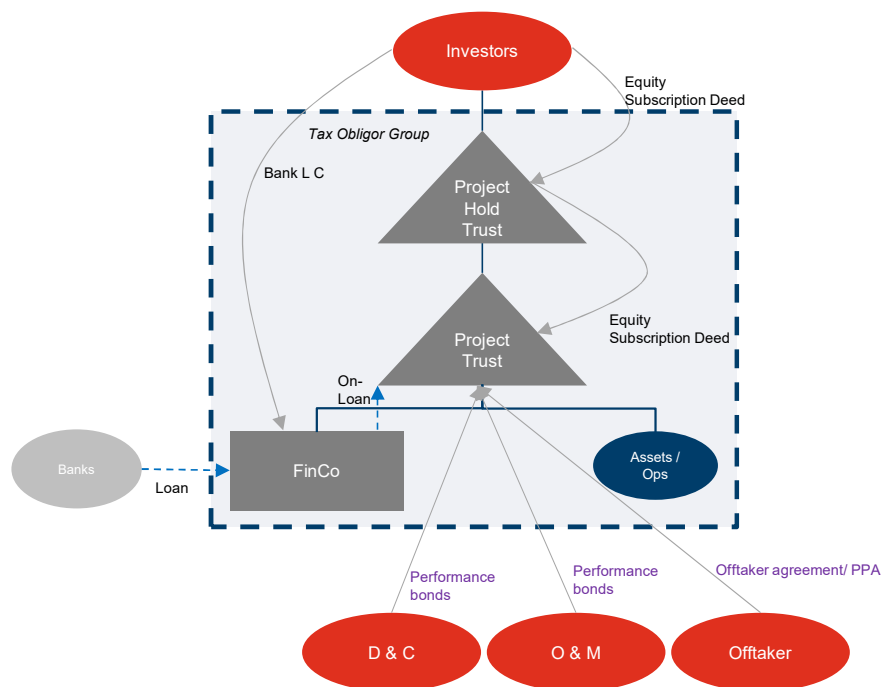 Investors
Equity
Subscription Deed
Tax Obligor Group
Bank L C
Project
Hold
Trust
Equity
Subscription Deed
Project
Trust
On-
Loan
Banks
Loan
FinCo
Assets /
Ops
Performance
bonds
Performance
bonds
Offtaker agreement/ PPA
D & C
O & M
Offtaker